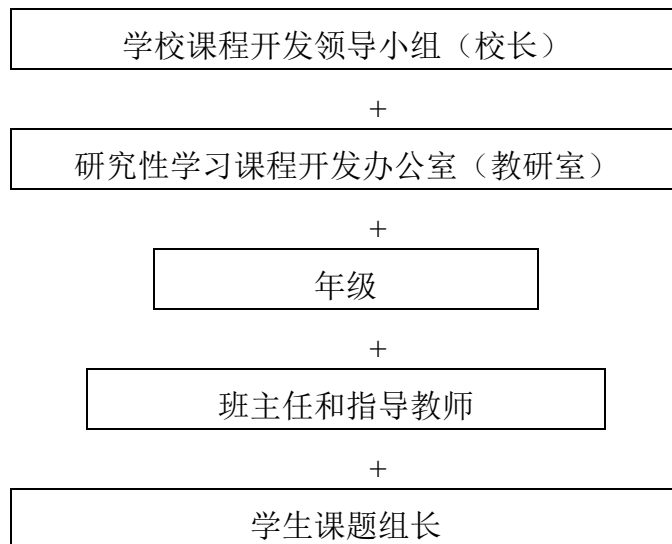 学校课程开发领导小组（校长）
+
研究性学习课程开发办公室（教研室）
+
年级
+
班主任和指导教师
+
学生课题组长